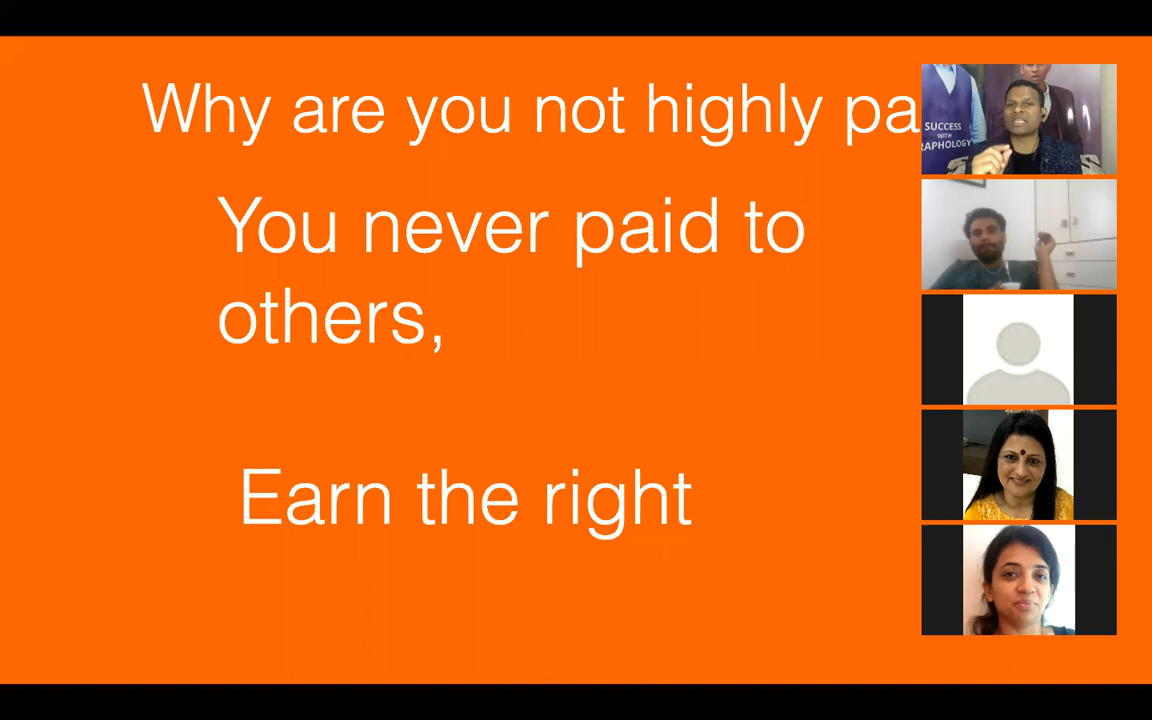 Why are you not highly pa
You never paid to
others,
Earn the right
SUCCESS
WITH
RAPHOLOGY